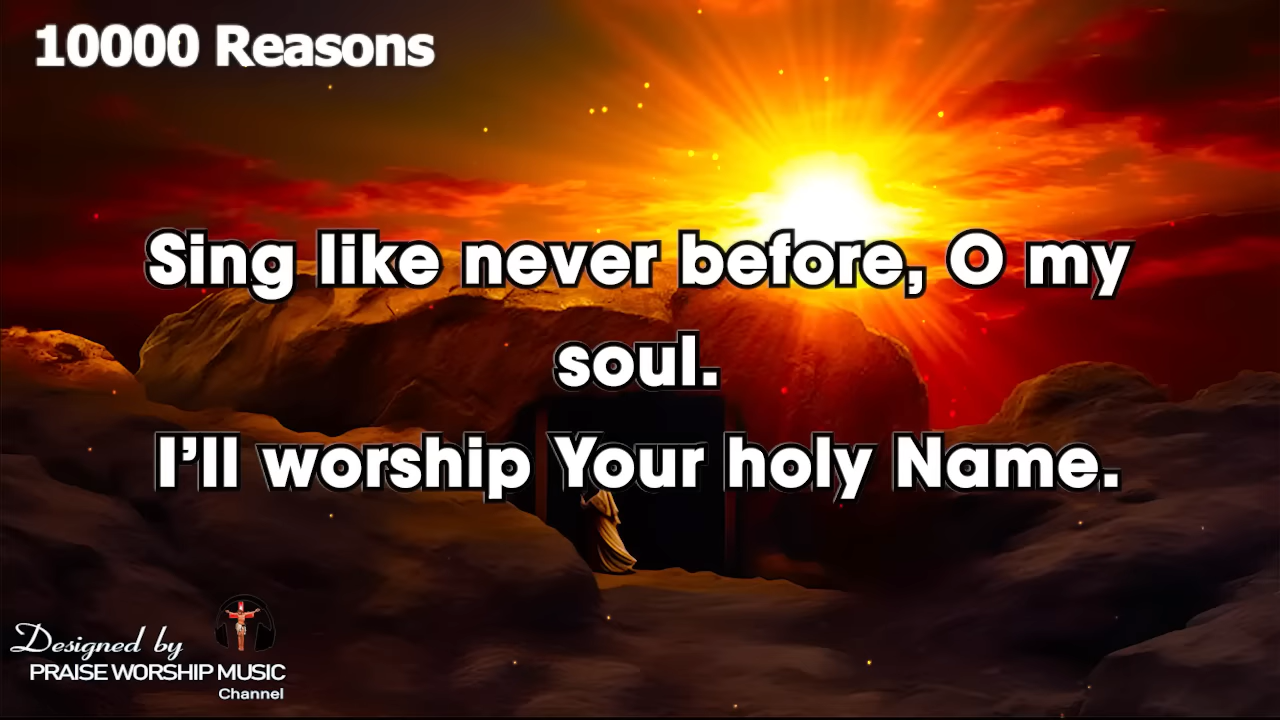 10000 Reasons
Sing like never before, O my
soul.
I’ll worship Your holy Name.
Designed by
PRAISE WORSHIP MUSIC
Channel